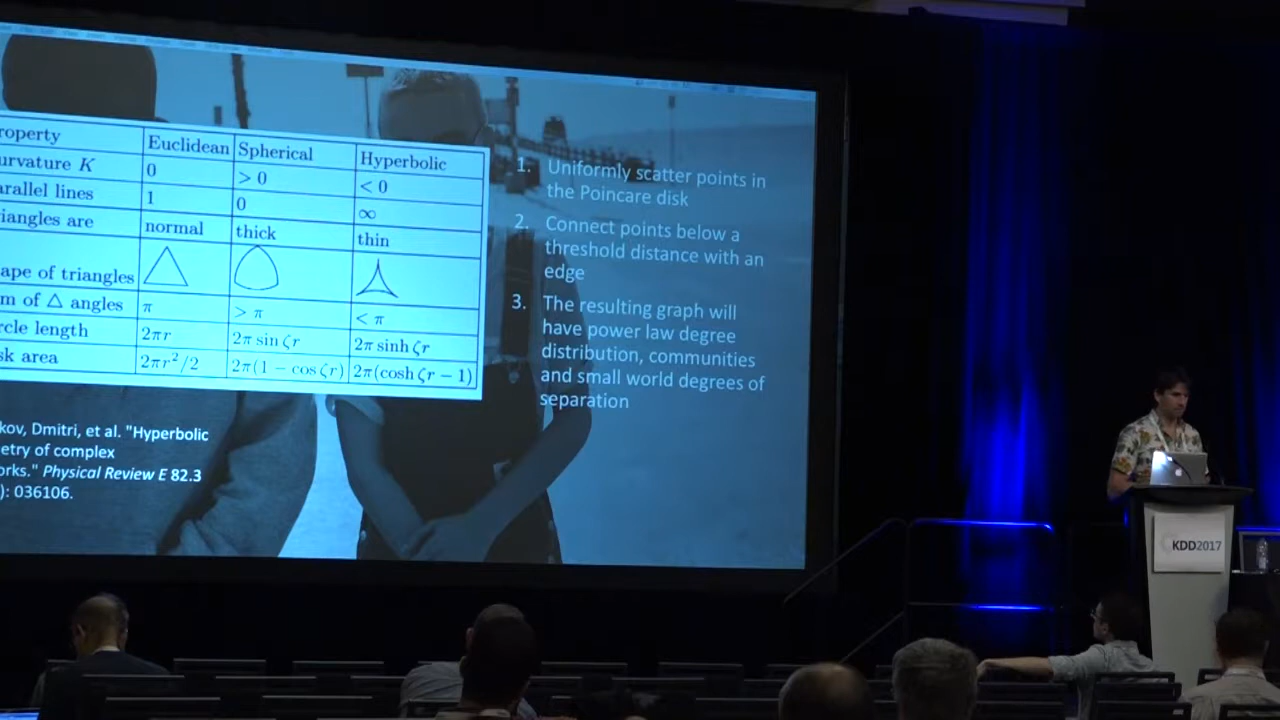 roperty Euclidean Spherical Hyperbolic
urvature K 0 > 0 < 0
arallel lines 1 0 ∞
iangles are normal thick thin
ape of triangles
m of △ angles π > π < π
rcle length 2πr 2π sin ζr 2π sinh ζr
sk area 2πr²/2 2π(1 − cos ζr) 2π(cosh ζr − 1)
kov, Dmitri, et al. "Hyperbolic
etry of complex
orks." Physical Review E 82.3
): 036106.
1. Uniformly scatter points in
the Poincare disk
2. Connect points below a
threshold distance with an
edge
3. The resulting graph will
have power law degree
distribution, communities
and small world degrees of
separation
KDD2017